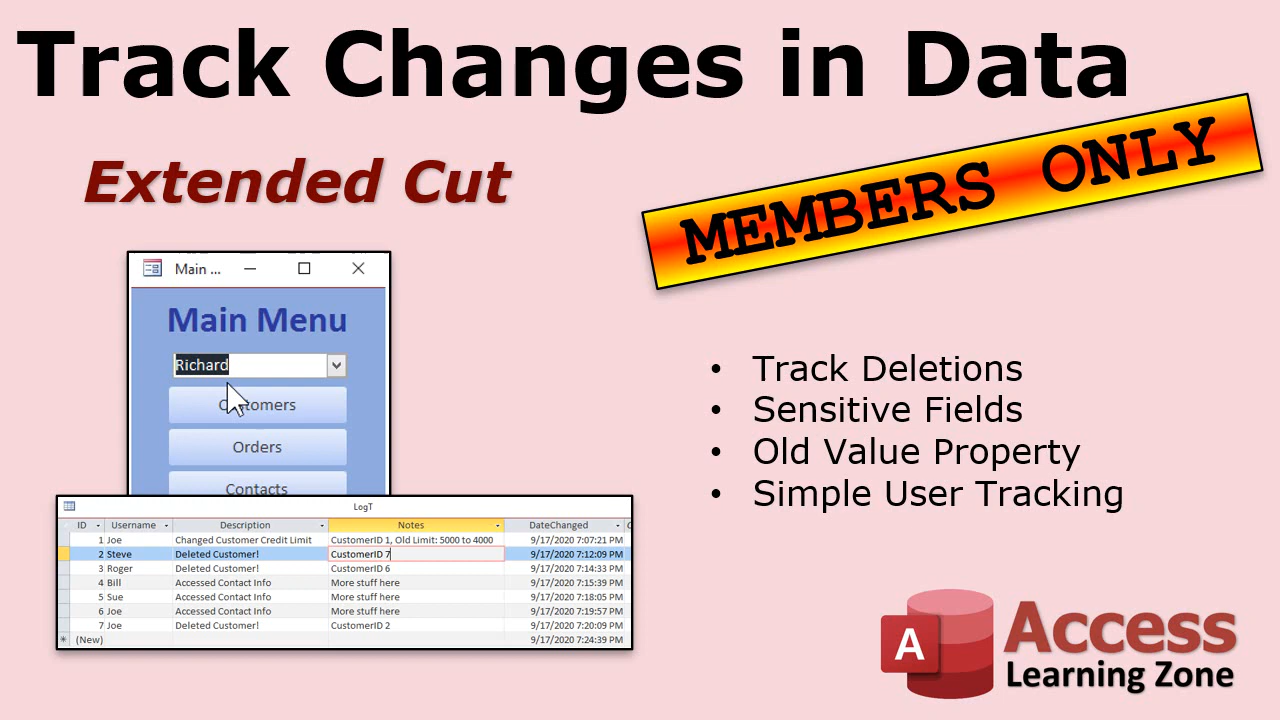 Track Changes in Data
Extended Cut
MEMBERS ONLY
Main ...
Main Menu
Richard
Customers
Orders
Contacts
• Track Deletions
• Sensitive Fields
• Old Value Property
• Simple User Tracking
LogT
ID Username Description Notes DateChanged
1 Joe Changed Customer Credit Limit CustomerID 1, Old Limit: 5000 to 4000 9/17/2020 7:07:21 PM
2 Steve Deleted Customer! CustomerID 7 9/17/2020 7:12:09 PM
3 Roger Deleted Customer! CustomerID 6 9/17/2020 7:14:33 PM
4 Bill Accessed Contact Info More stuff here 9/17/2020 7:15:39 PM
5 Sue Accessed Contact Info More stuff here 9/17/2020 7:18:05 PM
6 Joe Accessed Contact Info More stuff here 9/17/2020 7:19:57 PM
7 Joe Deleted Customer! CustomerID 2 9/17/2020 7:20:09 PM
(New) 9/17/2020 7:24:39 PM
A
Access
Learning Zone